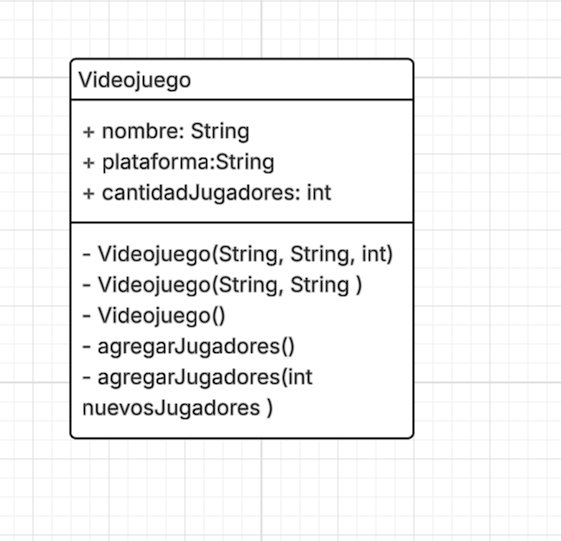 Videojuego
+ nombre: String
+ plataforma:String
+ cantidadJugadores: int
- Videojuego(String, String, int)
- Videojuego(String, String )
- Videojuego()
- agregarJugadores()
- agregarJugadores(int
nuevosJugadores )